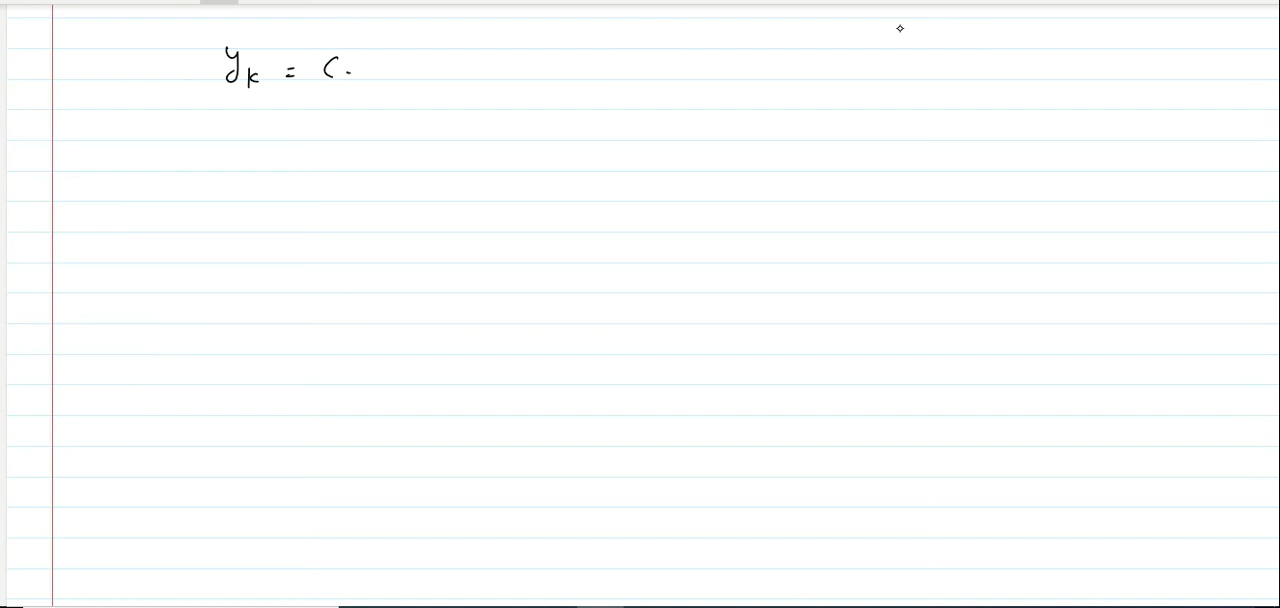 y_k = C.